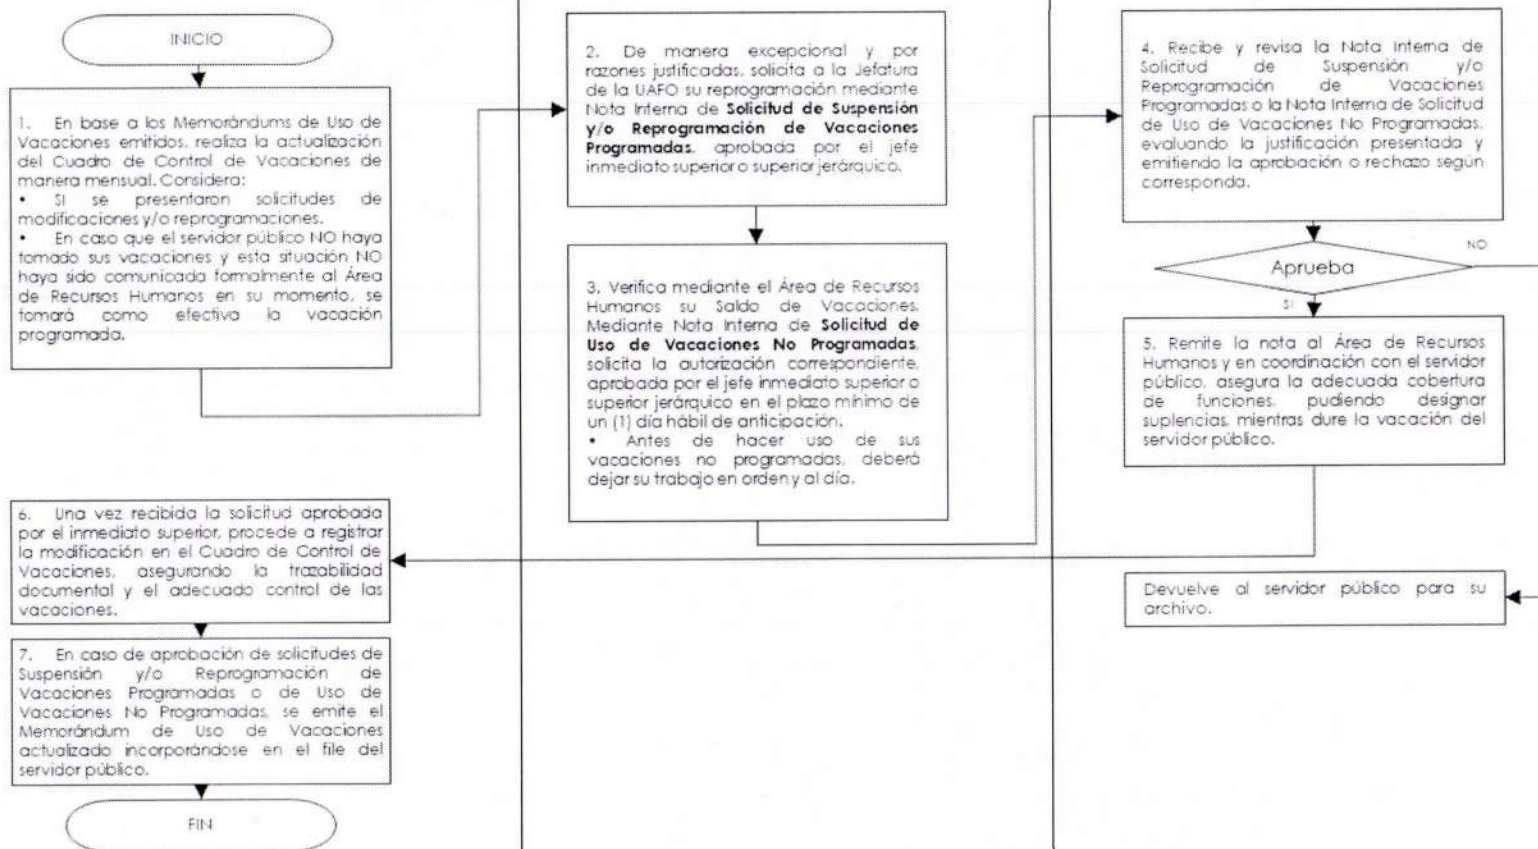 INICIO
1. En base a los Memorándums de Uso de
Vacaciones emitidos, realiza la actualización
del Cuadro de Control de Vacaciones de
manera mensual. Considera:
• SI se presentaron solicitudes de
modificaciones y/o reprogramaciones.
• En caso que el servidor público NO haya
tomado sus vacaciones y esta situación NO
haya sido comunicada formalmente al Área
de Recursos Humanos en su momento, se
tomará como efectiva la vacación
programada.
2. De manera excepcional y por
razones justificadas, solicita a la Jefatura
de la UAFO su reprogramación mediante
Nota Interna de Solicitud de Suspensión
y/o Reprogramación de Vacaciones
Programadas, aprobada por el jefe
inmediato superior o superior jerárquico.
3. Verifica mediante el Área de Recursos
Humanos su Saldo de Vacaciones.
Mediante Nota Interna de Solicitud de
Uso de Vacaciones No Programadas,
solicita la autorización correspondiente,
aprobada por el jefe inmediato superior o
superior jerárquico en el plazo mínimo de
un (1) día hábil de anticipación.
• Antes de hacer uso de sus
vacaciones no programadas, deberá
dejar su trabajo en orden y al día.
4. Recibe y revisa la Nota Interna de
Solicitud de Suspensión y/o
Reprogramación de Vacaciones
Programadas o la Nota Interna de Solicitud
de Uso de Vacaciones No Programadas,
evaluando la justificación presentada y
emitiendo la aprobación o rechazo según
corresponda.
Aprueba
NO
SI
5. Remite la nota al Área de Recursos
Humanos y en coordinación con el servidor
público, asegura la adecuada cobertura
de funciones, pudiendo designar
suplencias, mientras dure la vacación del
servidor público.
Devuelve al servidor público para su
archivo.
6. Una vez recibida la solicitud aprobada
por el inmediato superior, procede a registrar
la modificación en el Cuadro de Control de
Vacaciones, asegurando la trazabilidad
documental y el adecuado control de las
vacaciones.
7. En caso de aprobación de solicitudes de
Suspensión y/o Reprogramación de
Vacaciones Programadas o de Uso de
Vacaciones No Programadas, se emite el
Memorándum de Uso de Vacaciones
actualizado incorporándose en el file del
servidor público.
FIN